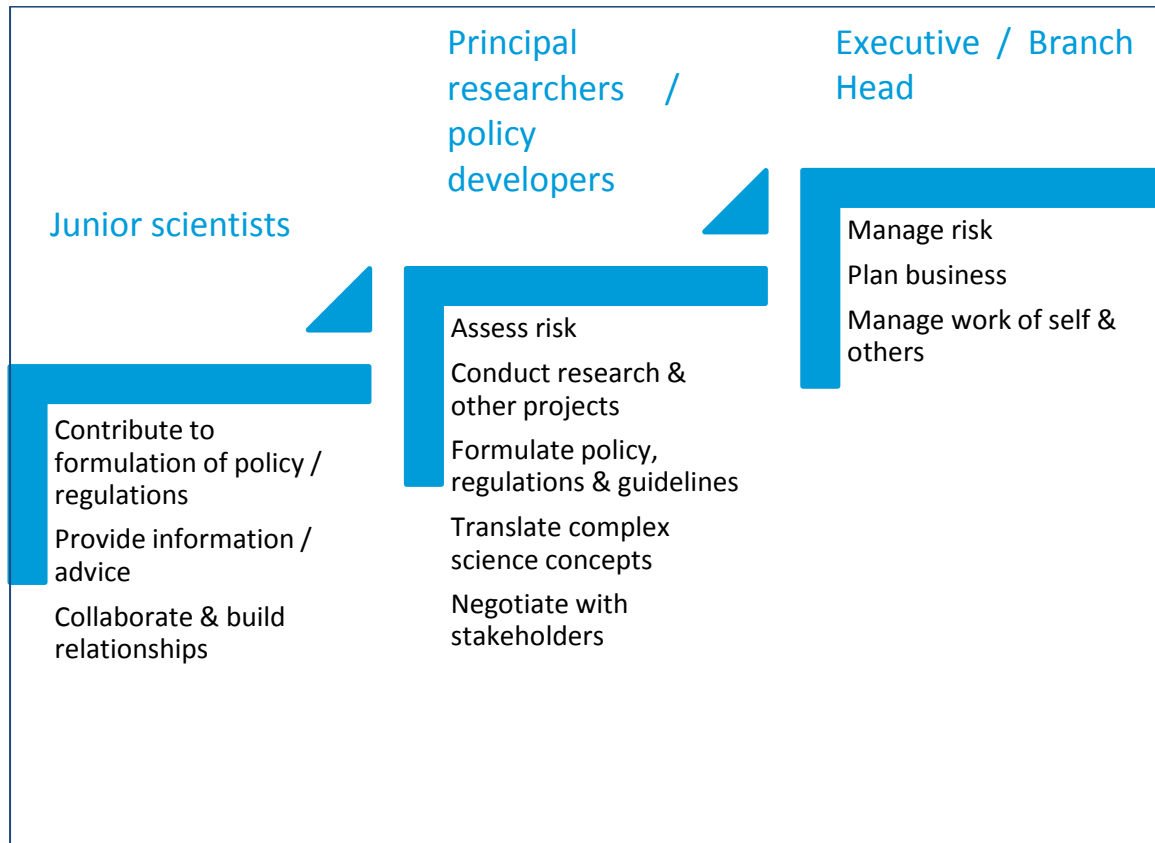 Junior scientists
Contribute to
formulation of policy /
regulations
Provide information /
advice
Collaborate & build
relationships
Principal
researchers /
policy
developers
Assess risk
Conduct research &
other projects
Formulate policy,
regulations & guidelines
Translate complex
science concepts
Negotiate with
stakeholders
Executive / Branch
Head
Manage risk
Plan business
Manage work of self &
others